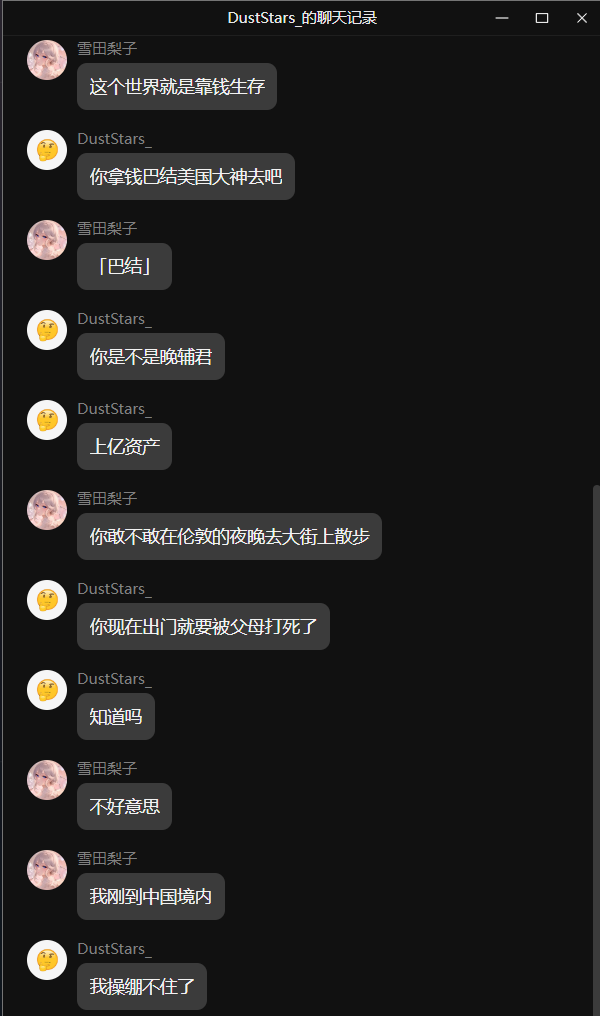 DustStars_的聊天记录
雪田梨子
这个世界就是靠钱生存
DustStars_
你拿钱巴结美国大神去吧
雪田梨子
「巴结」
DustStars_
你是不是晚辅君
DustStars_
上亿资产
雪田梨子
你敢不敢在伦敦的夜晚去大街上散步
DustStars_
你现在出门就要被父母打死了
DustStars_
知道吗
雪田梨子
不好意思
雪田梨子
我刚到中国境内
DustStars_
我操绷不住了